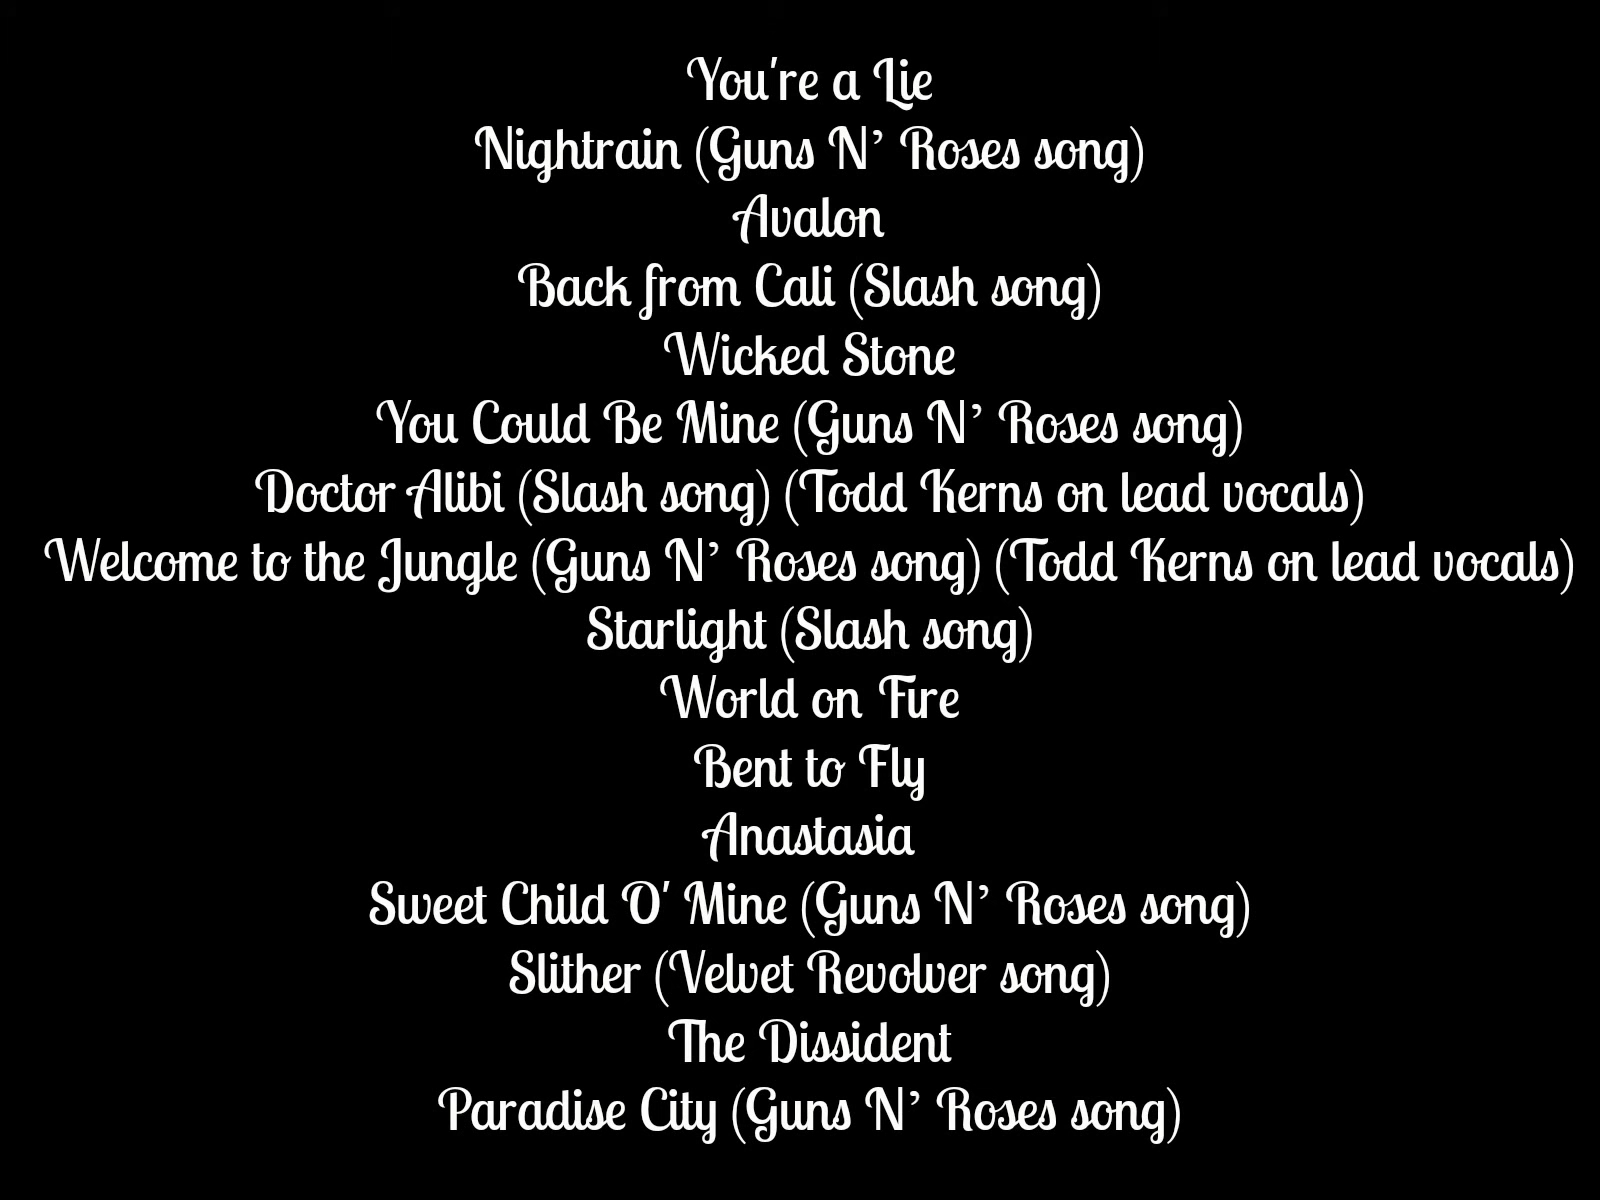 You're a Lie
Nightrain (Guns N’ Roses song)
Avalon
Back from Cali (Slash song)
Wicked Stone
You Could Be Mine (Guns N’ Roses song)
Doctor Alibi (Slash song) (Todd Kerns on lead vocals)
Welcome to the Jungle (Guns N’ Roses song) (Todd Kerns on lead vocals)
Starlight (Slash song)
World on Fire
Bent to Fly
Anastasia
Sweet Child O' Mine (Guns N’ Roses song)
Slither (Velvet Revolver song)
The Dissident
Paradise City (Guns N’ Roses song)